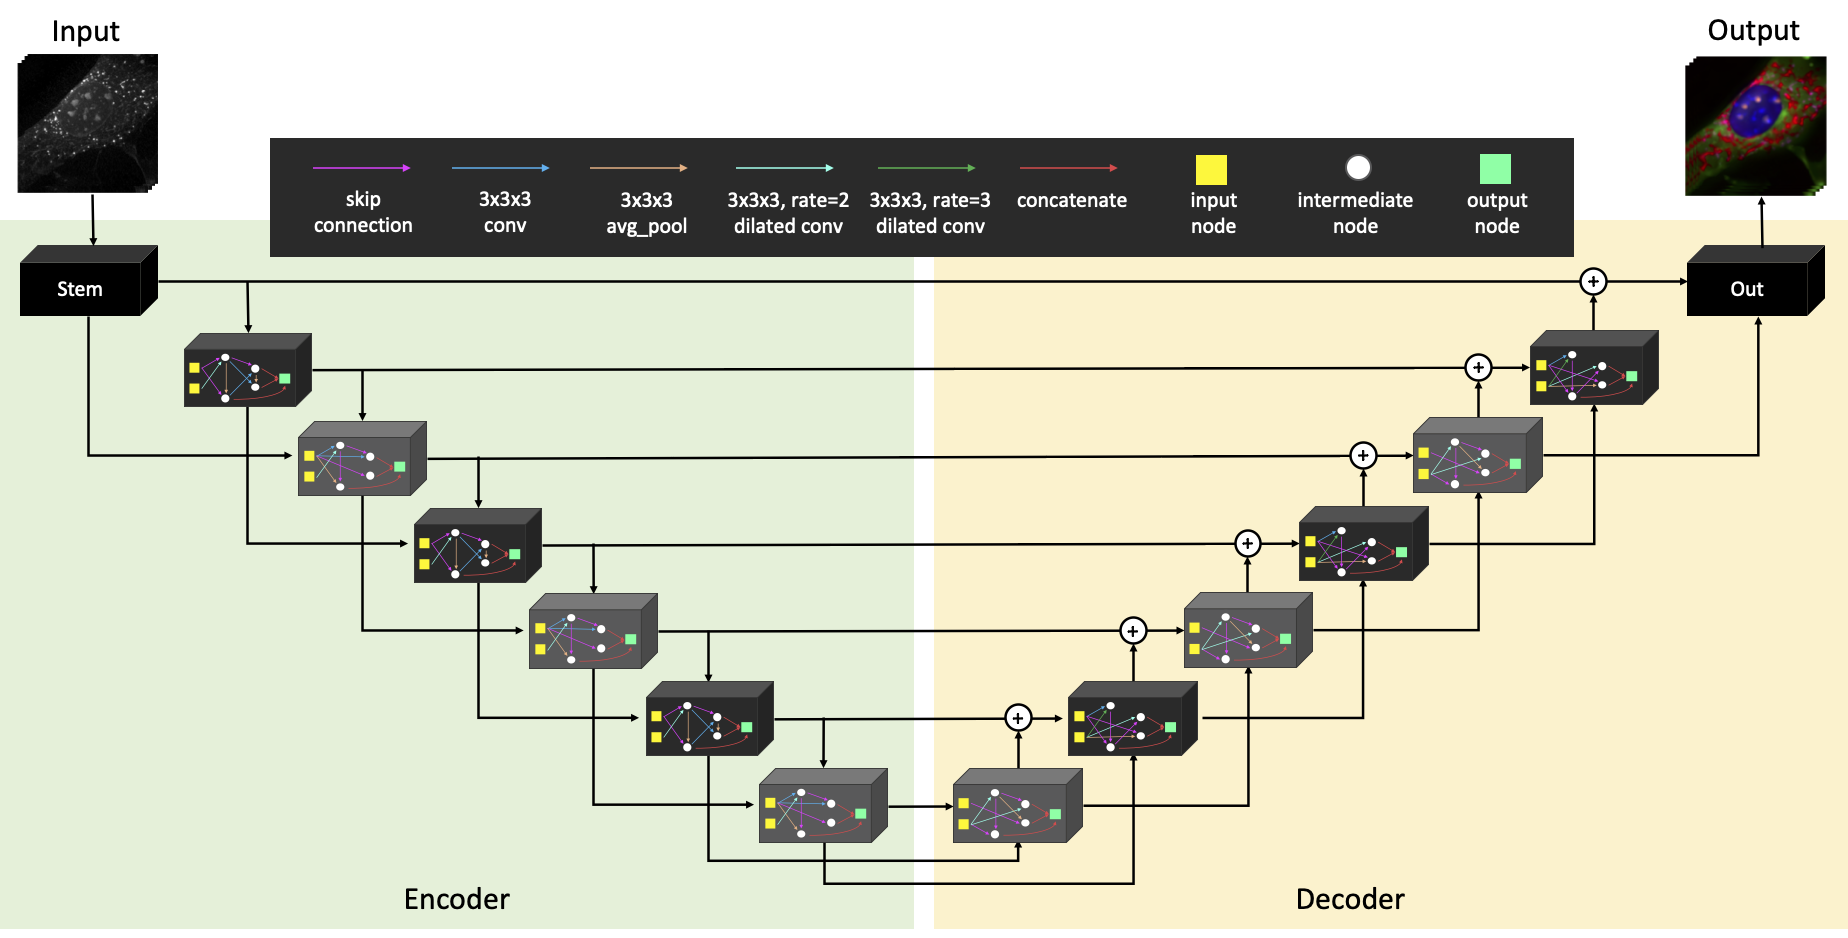 Input
Output
skip
connection
3x3x3
conv
3x3x3
avg_pool
3x3x3, rate=2
dilated conv
3x3x3, rate=3
dilated conv
concatenate
input
node
intermediate
node
output
node
Stem
Out
+
+
+
+
+
+
Encoder
Decoder